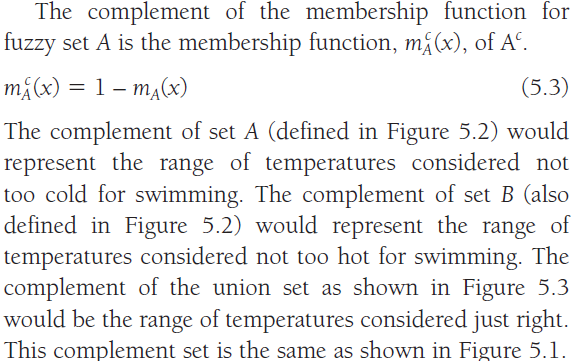 The complement of the membership function for
fuzzy set A is the membership function, mᴀᶜ(x), of Aᶜ.
mᴀᶜ(x) = 1 – mᴀ(x) (5.3)
The complement of set A (defined in Figure 5.2) would
represent the range of temperatures considered not
too cold for swimming. The complement of set B (also
defined in Figure 5.2) would represent the range of
temperatures considered not too hot for swimming. The
complement of the union set as shown in Figure 5.3
would be the range of temperatures considered just right.
This complement set is the same as shown in Figure 5.1.